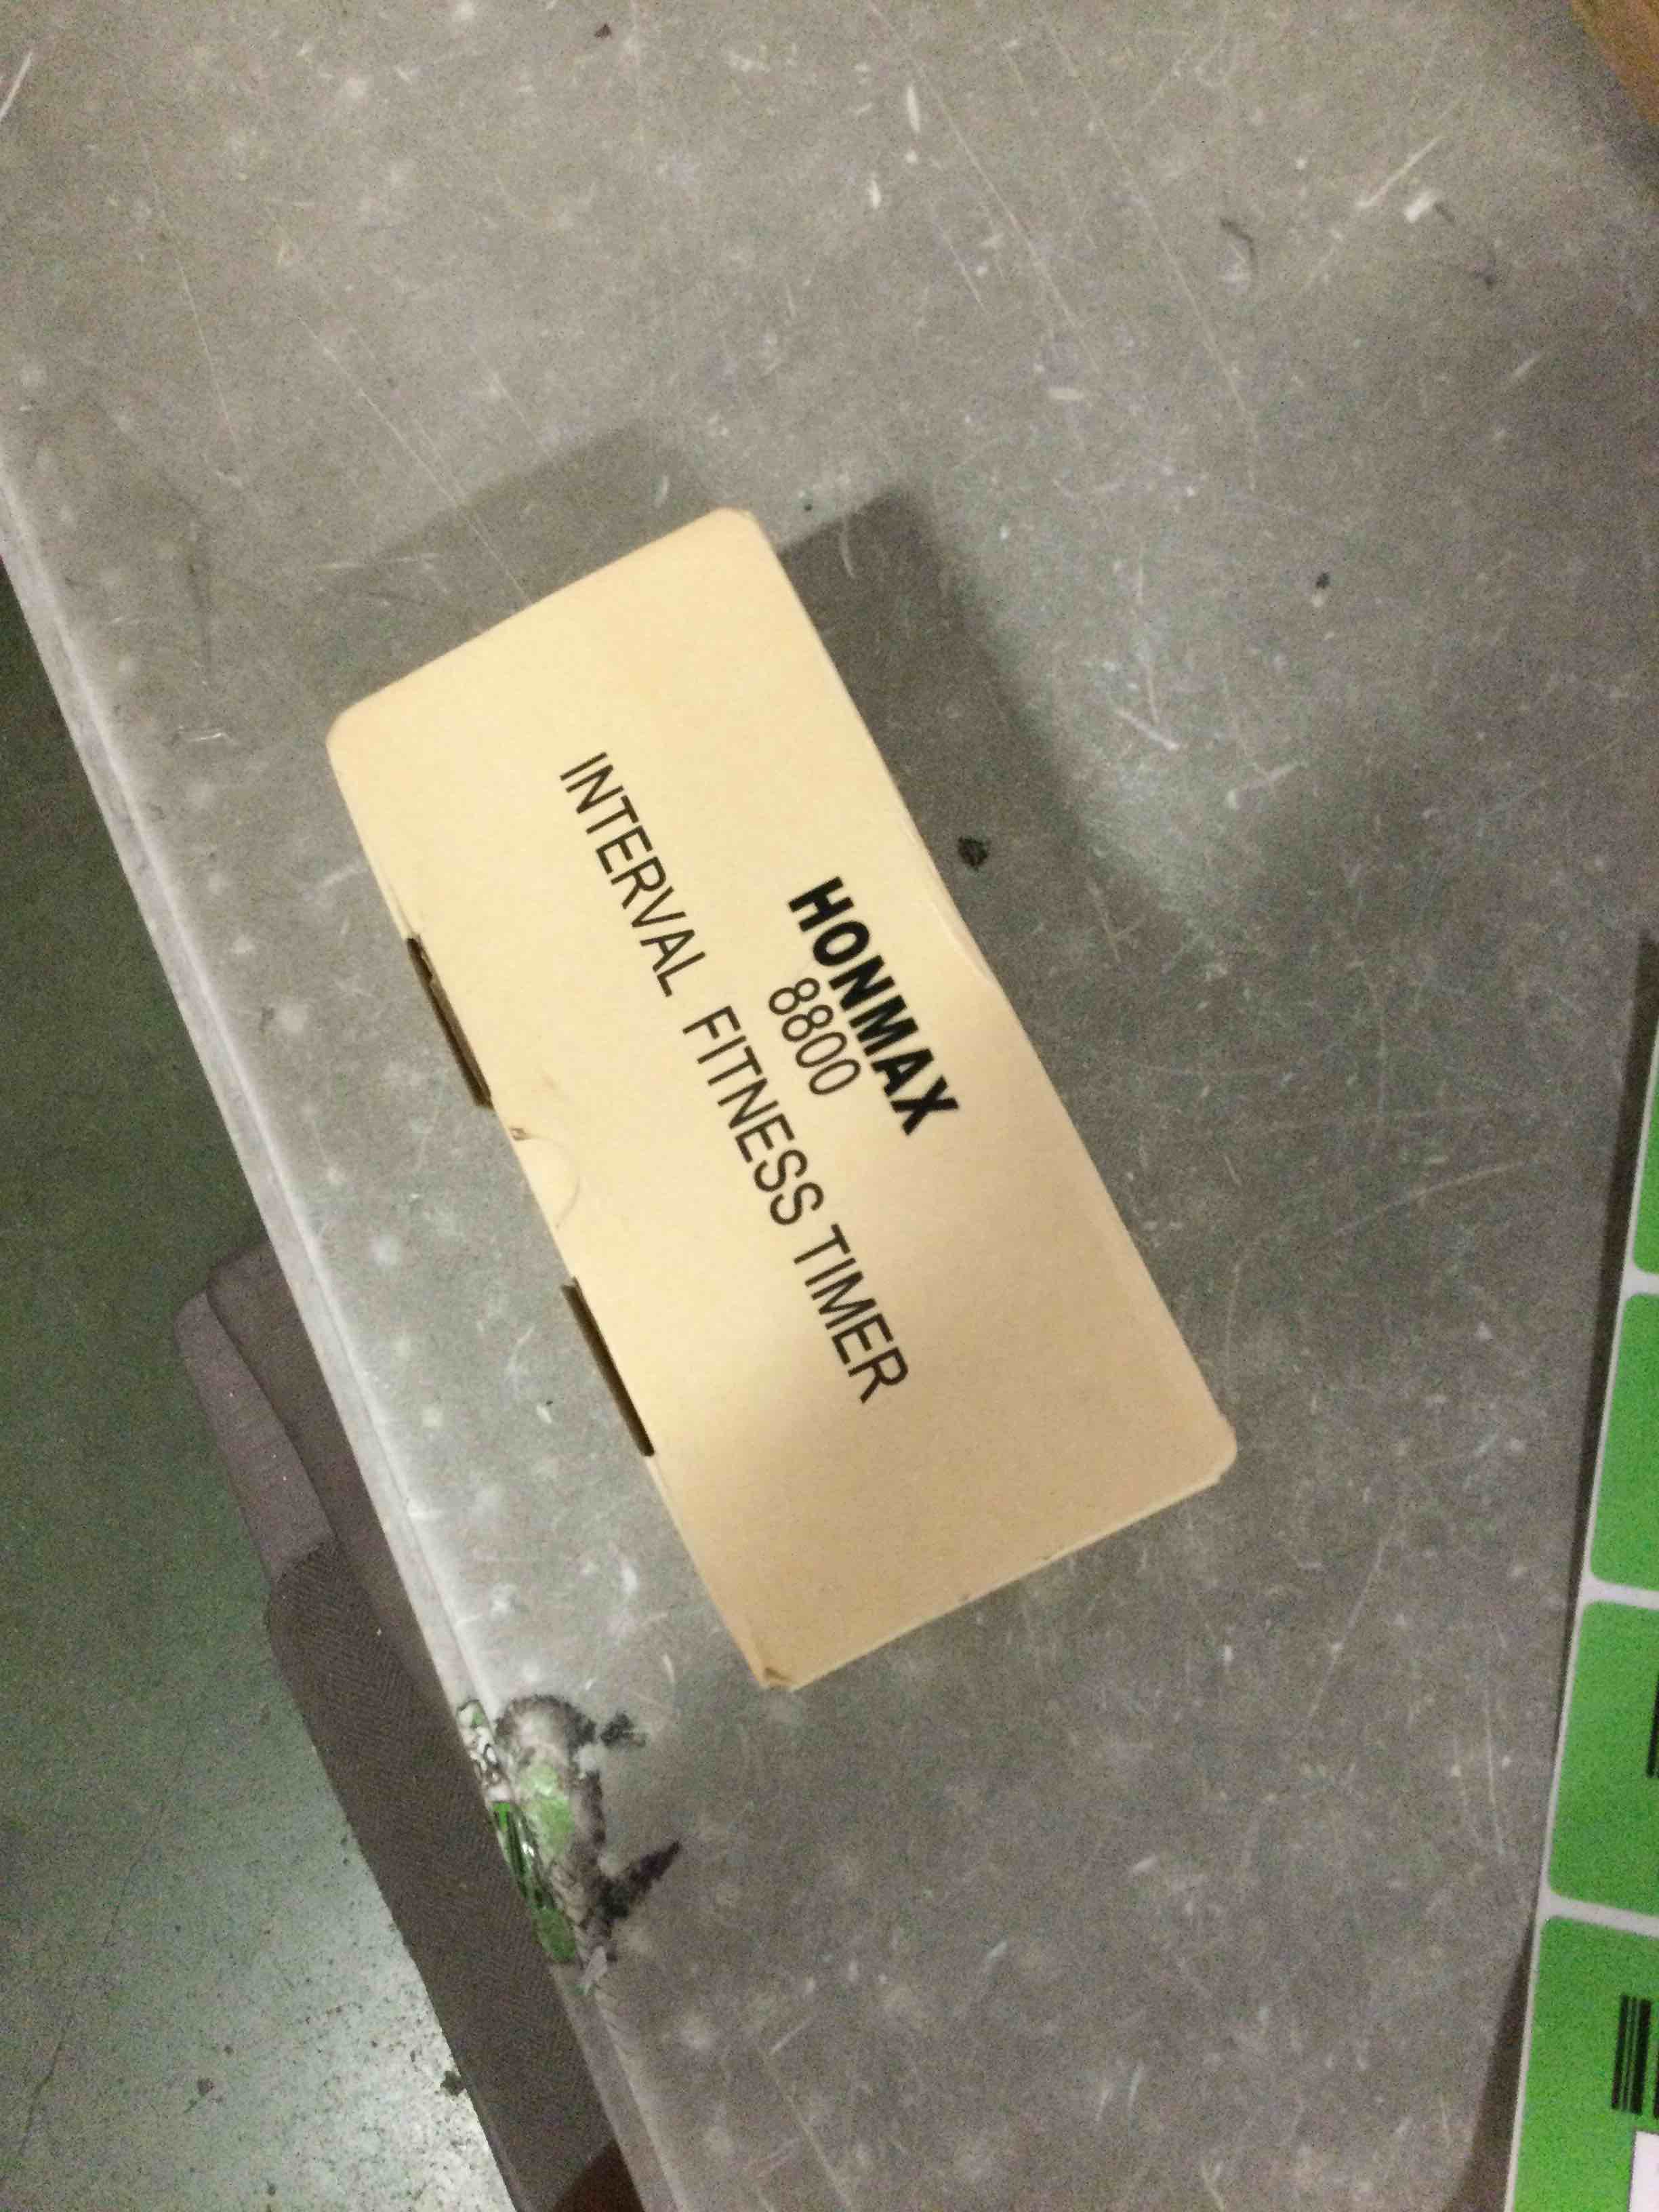 HONMAX
8800
INTERVAL FITNESS TIMER